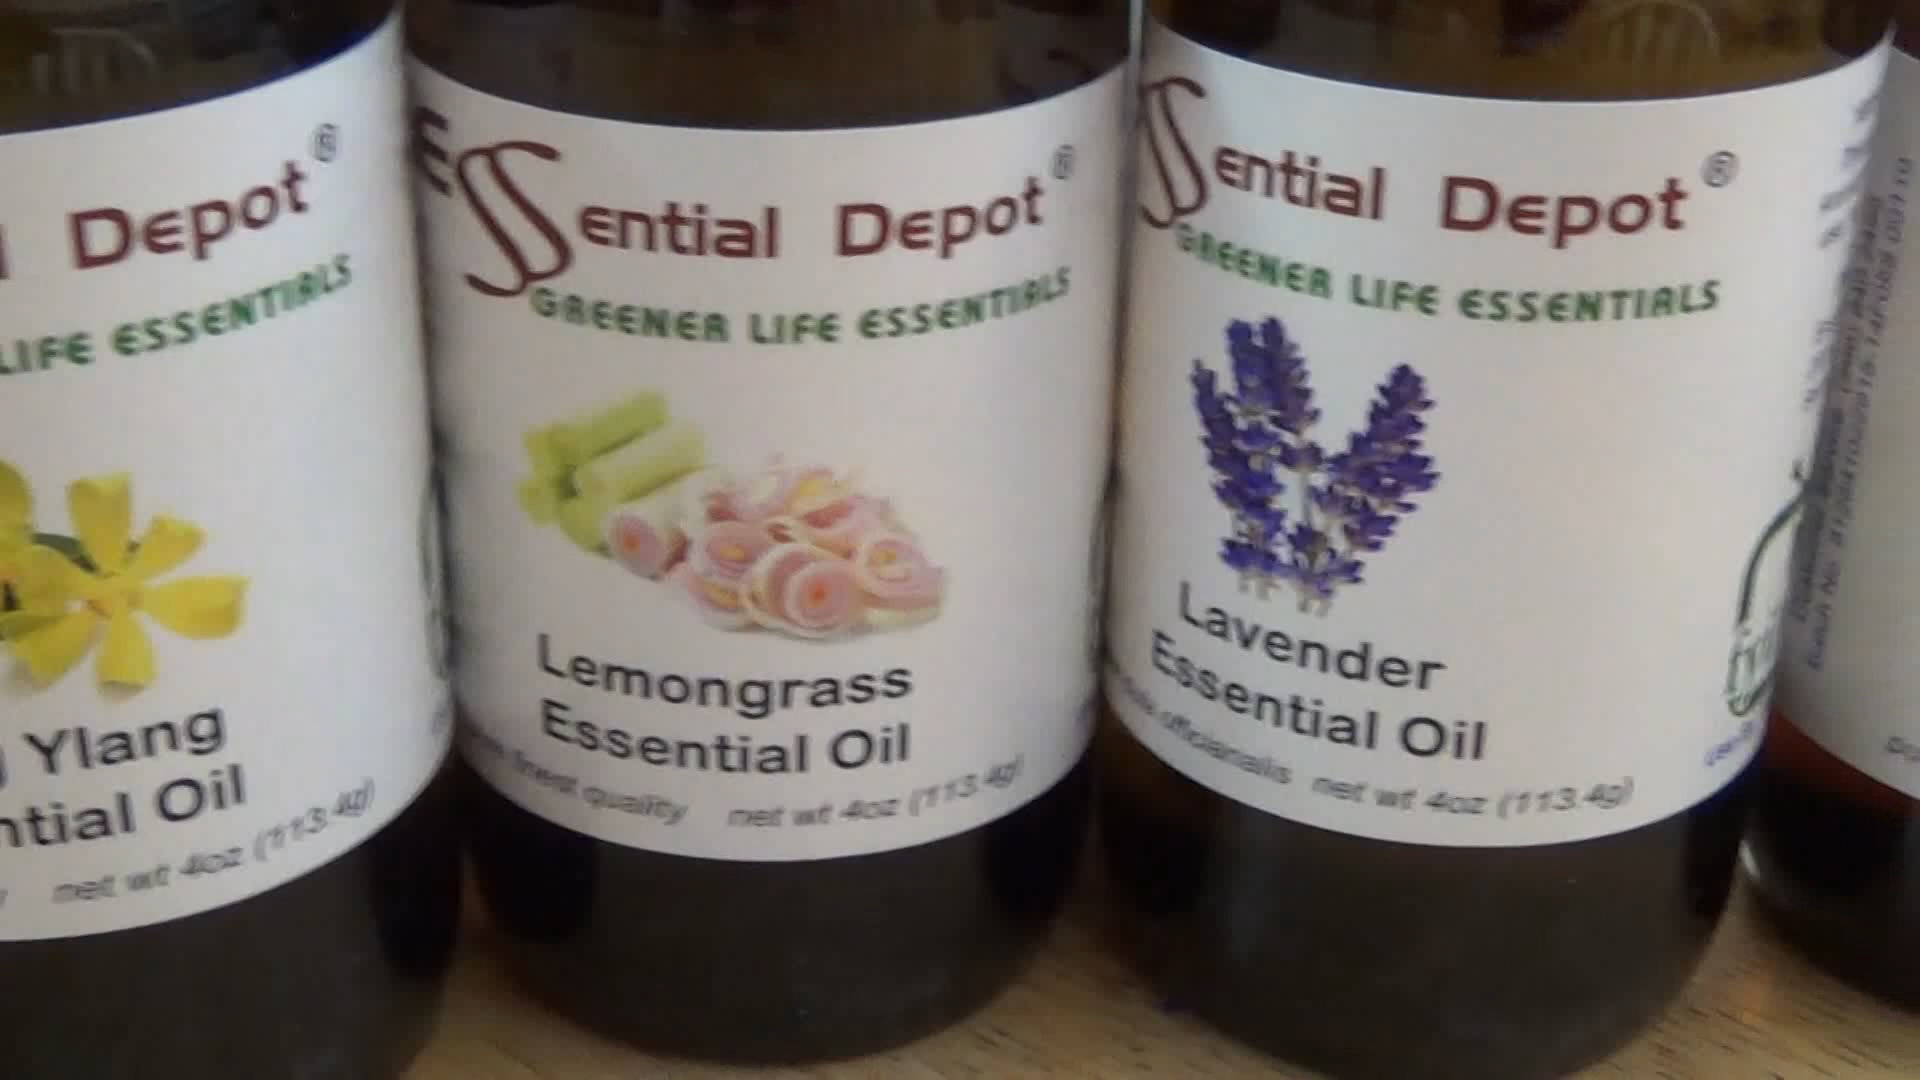 Depot®
LIFE ESSENTIALS
Ylang
ntial Oil
net wt 4oz (113.4g)
Essential Depot®
GREENER LIFE ESSENTIALS
Lemongrass
Essential Oil
finest quality net wt 4oz (113.4g)
ssential Depot®
GREENER LIFE ESSENTIALS
Lavender
Essential Oil
officianalis net wt 4oz (113.4g)